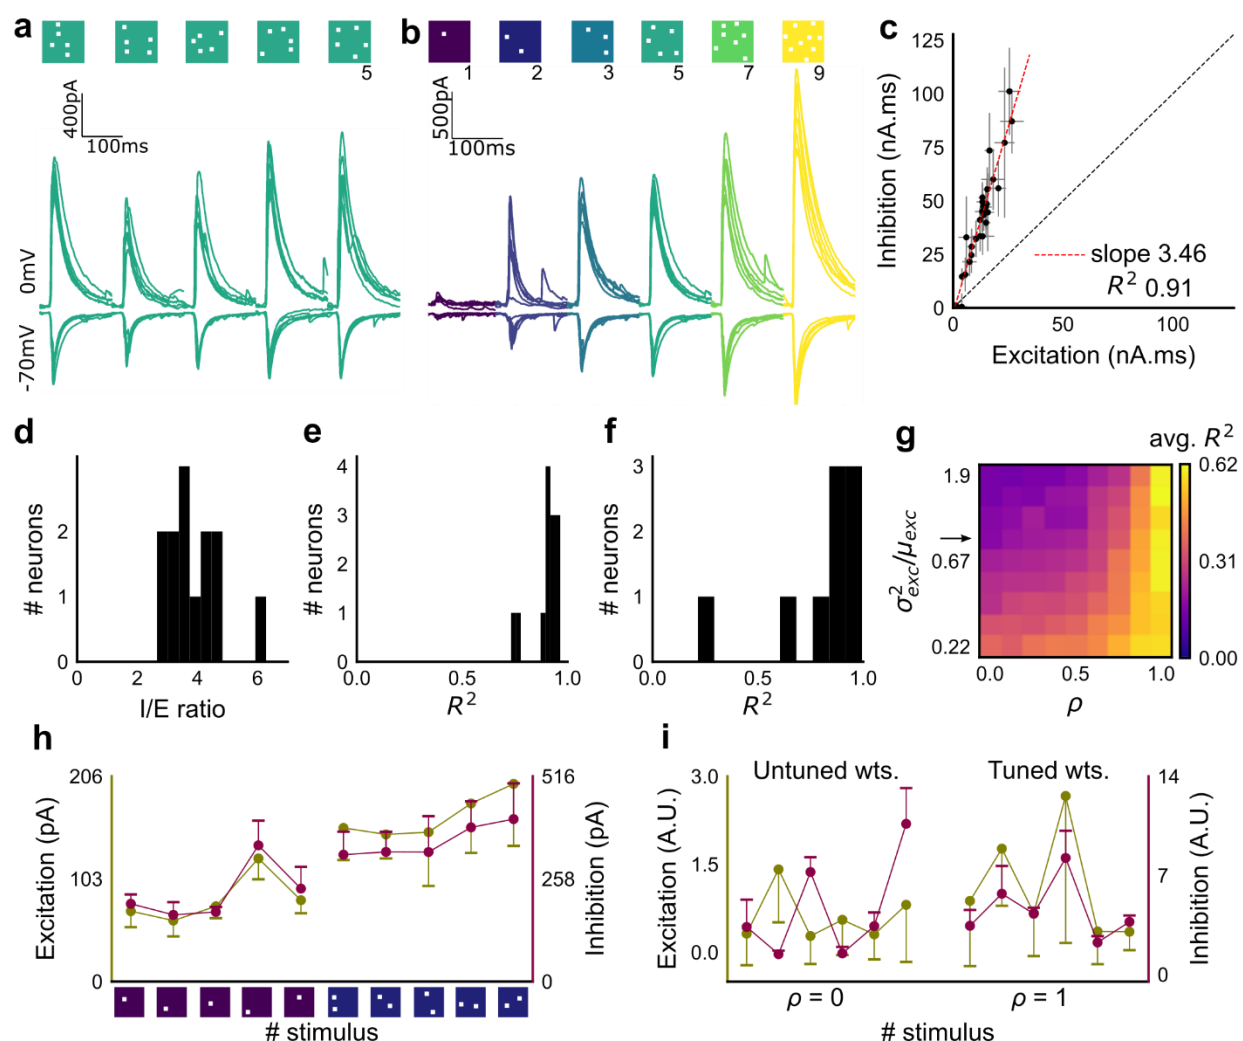 a
5
400pA
100ms
0mV
-70mV
b
1 2 3 5 7 9
500pA
100ms
c
125
100
75
50
25
0
0 50 100
Inhibition (nA.ms)
Excitation (nA.ms)
slope 3.46
R² 0.91
d
# neurons
2
1
0
0 2 4 6
I/E ratio
e
# neurons
4
3
2
1
0
0.0 0.5 1.0
R²
f
# neurons
3
2
1
0
0.0 0.5 1.0
R²
g
avg. R²
1.9
0.67
0.22
σ²exc/μexc
0.0 0.5 1.0
ρ
0.62
0.31
0.00
h
206
103
0
Excitation (pA)
516
258
0
Inhibition (pA)
# stimulus
i
Untuned wts. Tuned wts.
3.0
1.5
0.0
Excitation (A.U.)
14
7
0
Inhibition (A.U.)
ρ = 0 ρ = 1
# stimulus